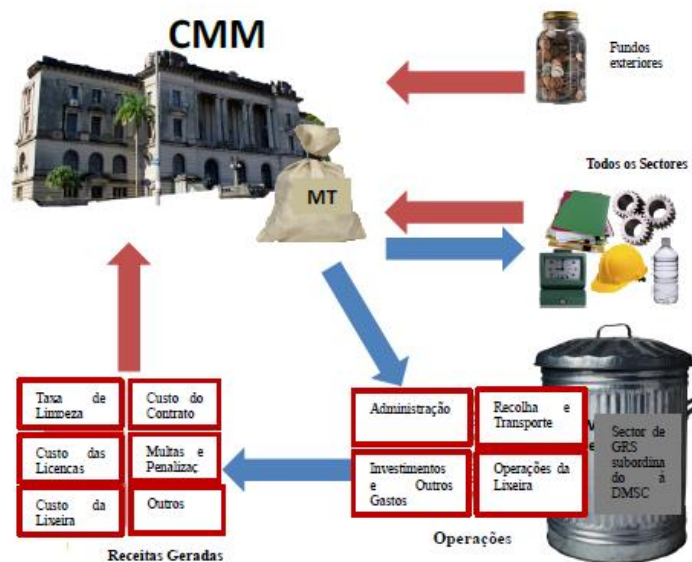 CMM
Fundos
exteriores
Todos os Sectores
MT
Taxa de
Limpeza
Custo do
Contrato
Custo das
Licencas
Multas e
Penalizaç
Custo da
Lixeira
Outros
Receitas Geradas
Administração
Recolha e
Transporte
Investimentos
e Outros
Gastos
Operações da
Lixeira
Operações
Sector de
GRS
subordina
do à
DMSC